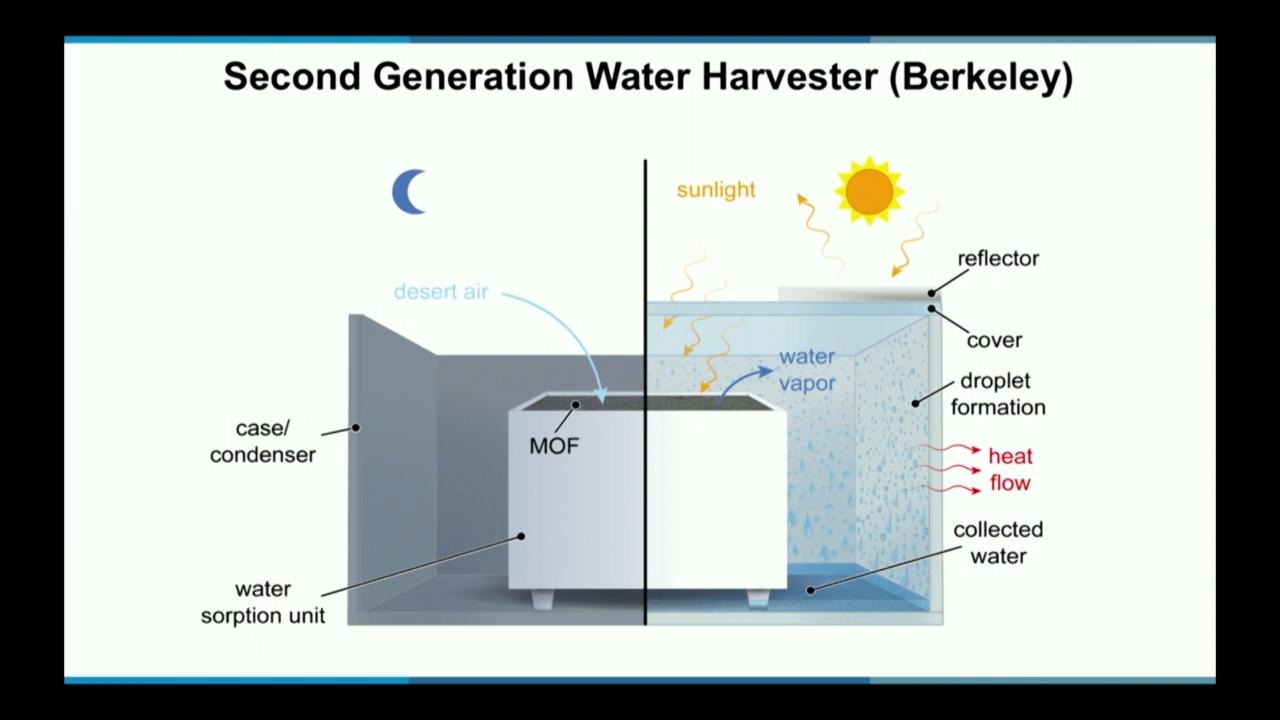 Second Generation Water Harvester (Berkeley)
sunlight
reflector
desert air
cover
water
vapor
droplet
formation
case/
condenser
MOF
heat
flow
collected
water
water
sorption unit